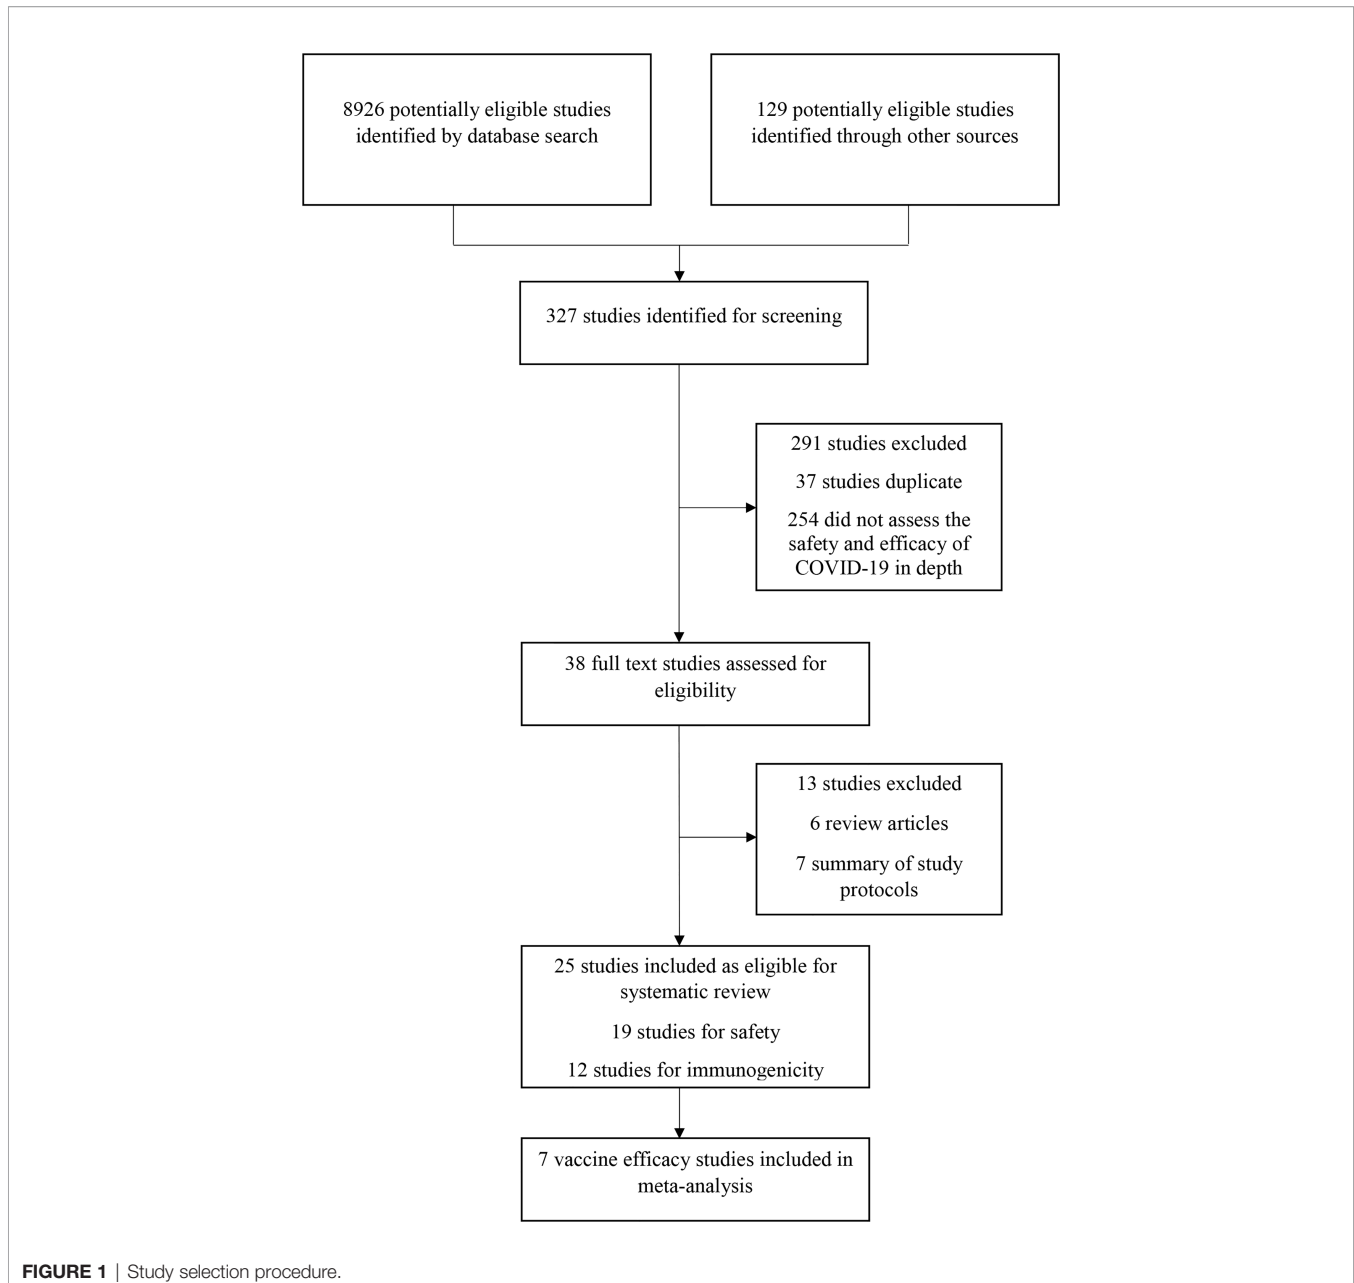 8926 potentially eligible studies
identified by database search
129 potentially eligible studies
identified through other sources
327 studies identified for screening
291 studies excluded
37 studies duplicate
254 did not assess the
safety and efficacy of
COVID-19 in depth
38 full text studies assessed for
eligibility
13 studies excluded
6 review articles
7 summary of study
protocols
25 studies included as eligible for
systematic review
19 studies for safety
12 studies for immunogenicity
7 vaccine efficacy studies included in
meta-analysis
FIGURE 1 | Study selection procedure.